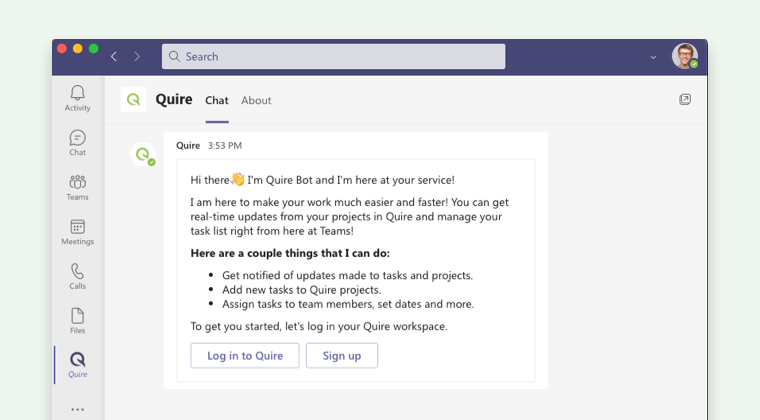 Search
Activity
Chat
Teams
Meetings
Calls
Files
Quire
Quire Chat About
Quire 3:53 PM
Hi there👋 I'm Quire Bot and I'm here at your service!
I am here to make your work much easier and faster! You can get
real-time updates from your projects in Quire and manage your
task list right from here at Teams!
Here are a couple things that I can do:
• Get notified of updates made to tasks and projects.
• Add new tasks to Quire projects.
• Assign tasks to team members, set dates and more.
To get you started, let's log in your Quire workspace.
Log in to Quire Sign up